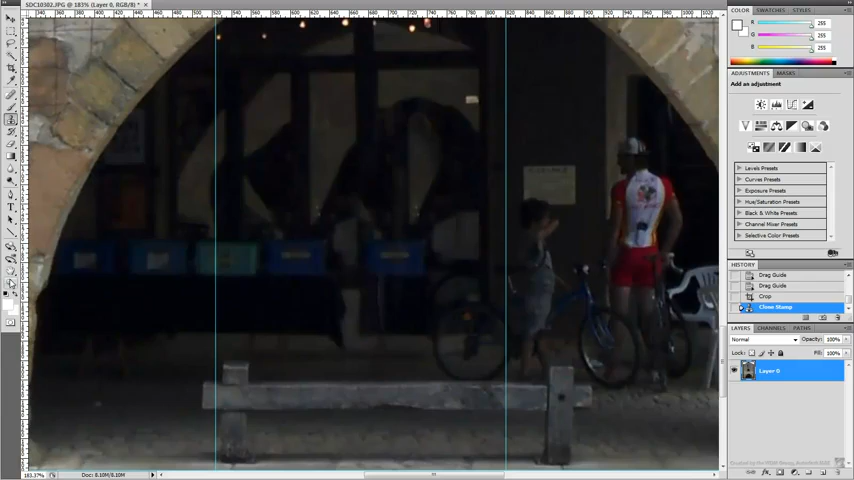 SDC10302.JPG @ 183% (Layer 0, RGB/8) *
COLOR SWATCHES STYLES
R 255
G 255
B 255
ADJUSTMENTS MASKS
Add an adjustment
Levels Presets
Curves Presets
Exposure Presets
Hue/Saturation Presets
Black & White Presets
Channel Mixer Presets
Selective Color Presets
HISTORY
Drag Guide
Drag Guide
Crop
Clone Stamp
LAYERS CHANNELS PATHS
Normal Opacity: 100%
Lock: Fill: 100%
Layer 0
183.37% Doc: 8.10M/8.10M